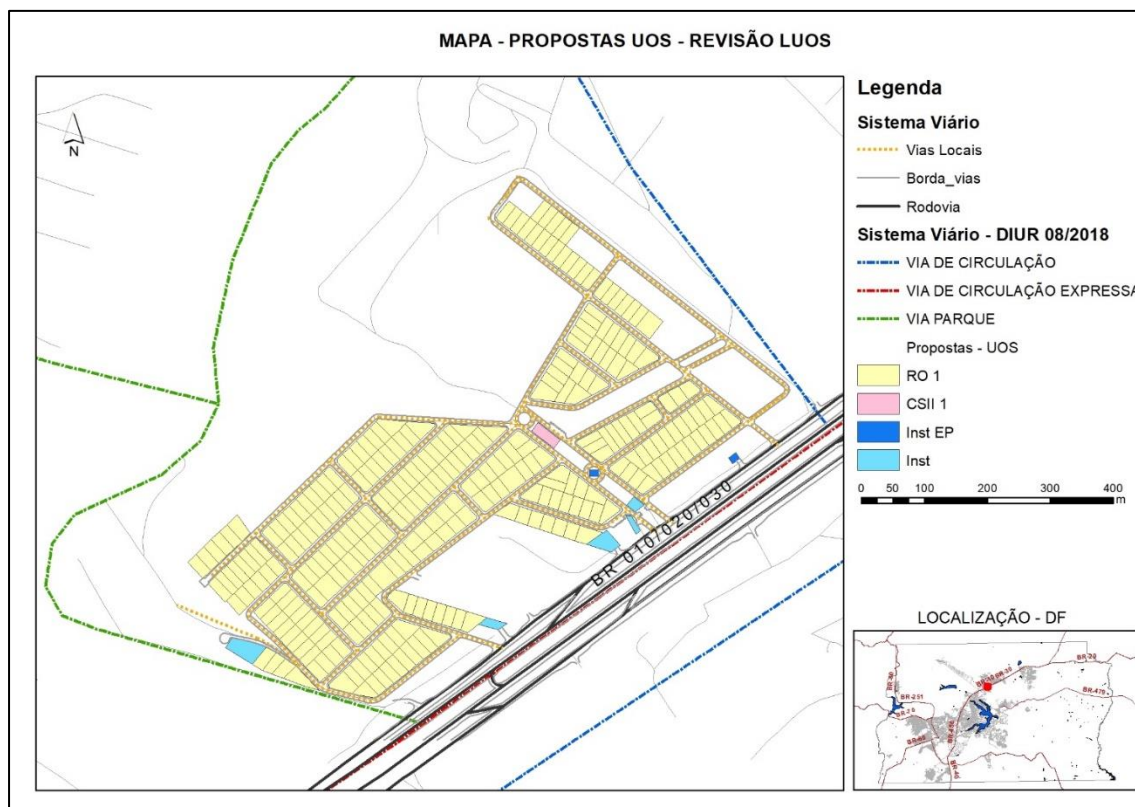 MAPA - PROPOSTAS UOS - REVISÃO LUOS
N
BR 010/020/030
Legenda
Sistema Viário
Vias Locais
Borda_vias
Rodovia
Sistema Viário - DIUR 08/2018
VIA DE CIRCULAÇÃO
VIA DE CIRCULAÇÃO EXPRESSA
VIA PARQUE
Propostas - UOS
RO 1
CSII 1
Inst EP
Inst
0 50 100 200 300 400
m
LOCALIZAÇÃO - DF
BR-20
BR-251